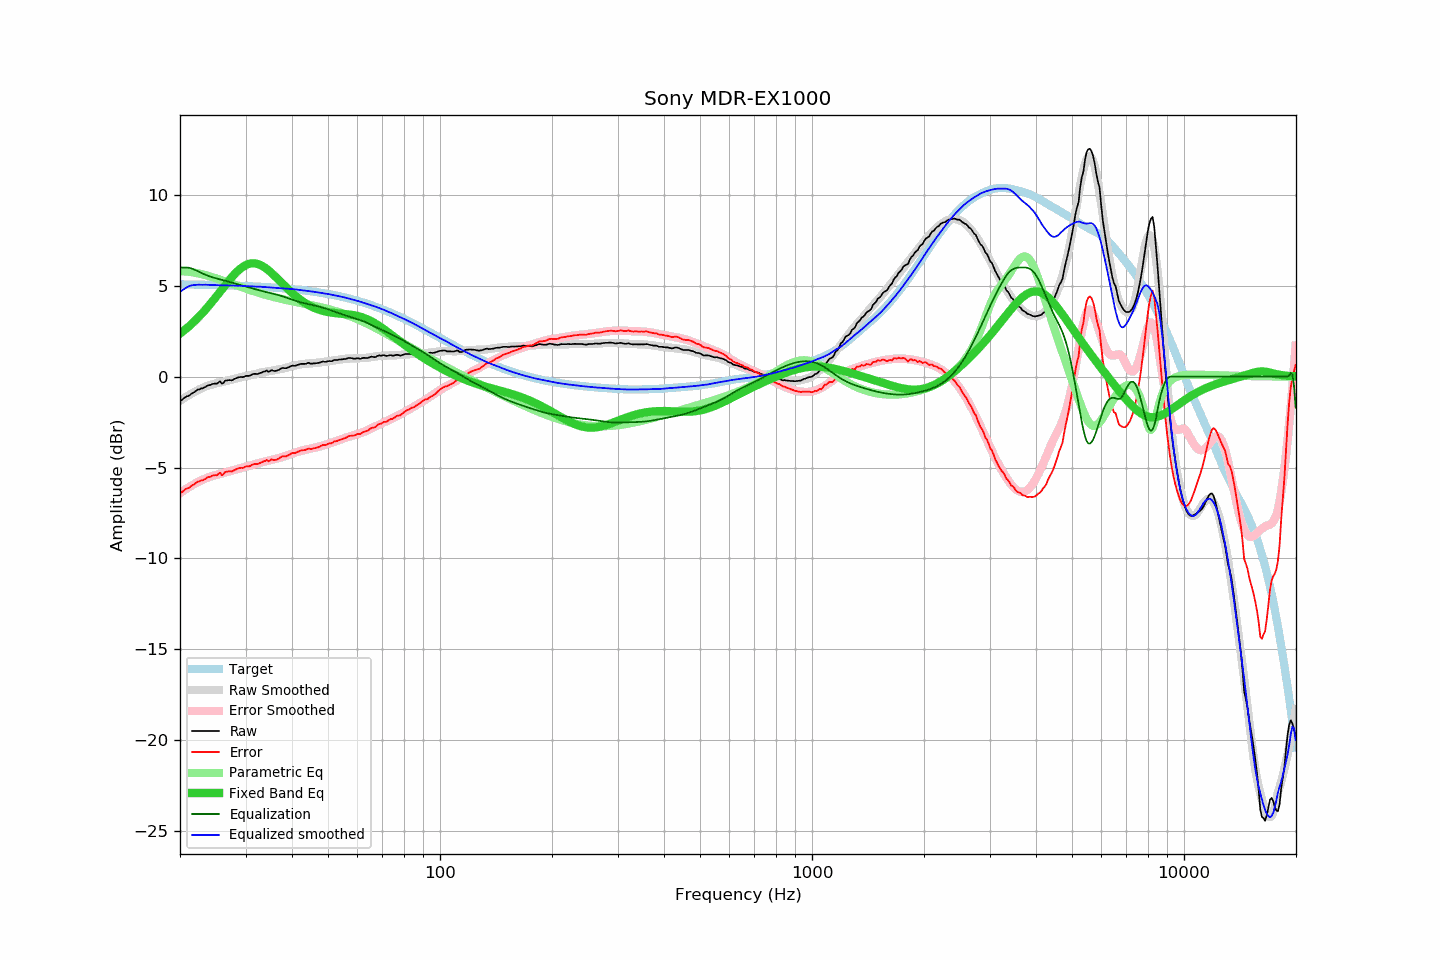 Sony MDR-EX1000
10
5
0
−5
−10
−15
−20
−25
Amplitude (dBr)
Target
Raw Smoothed
Error Smoothed
Raw
Error
Parametric Eq
Fixed Band Eq
Equalization
Equalized smoothed
100
1000
10000
Frequency (Hz)